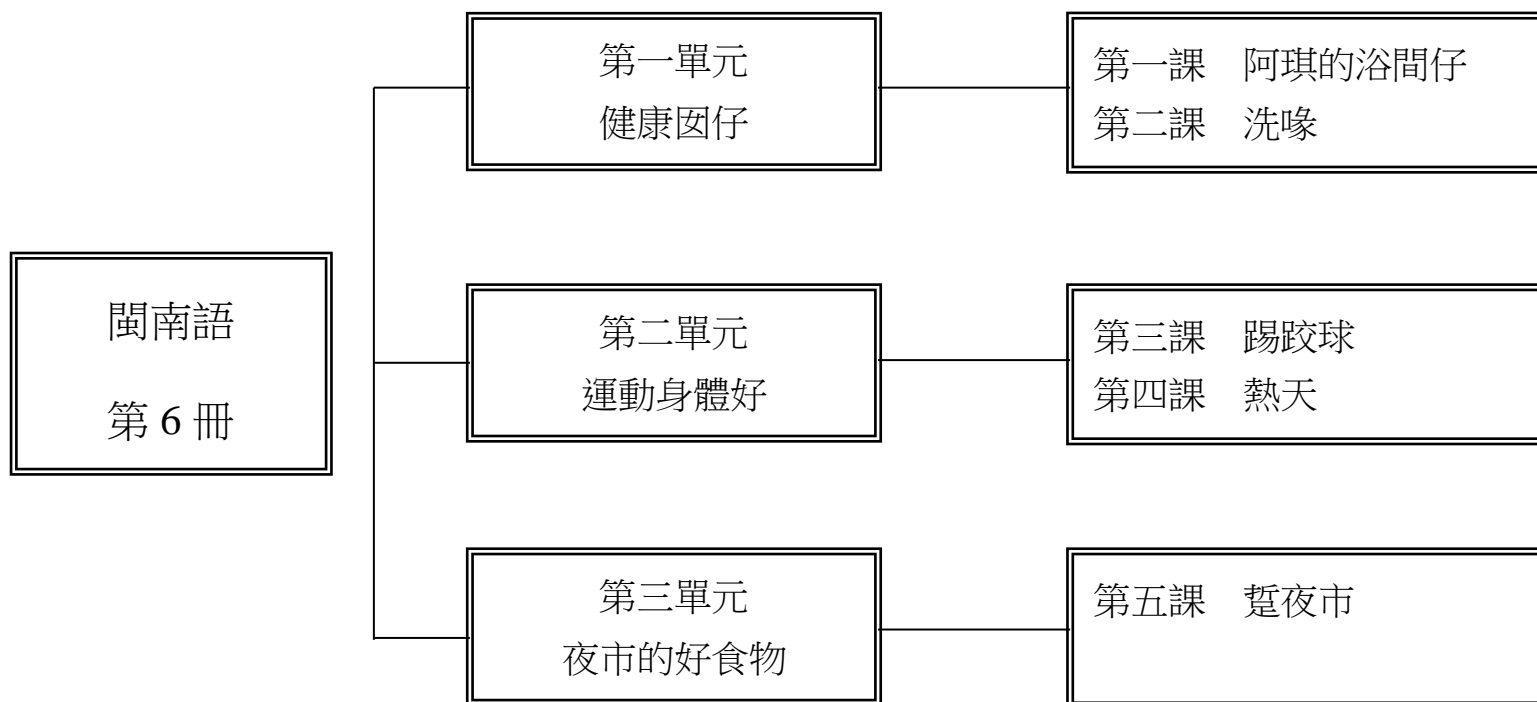 閩南語
第 6 冊
第一單元
健康囡仔
第一課　阿琪的浴間仔
第二課　洗喙
第二單元
運動身體好
第三課　踢跤球
第四課　熱天
第三單元
夜市的好食物
第五課　踅夜市